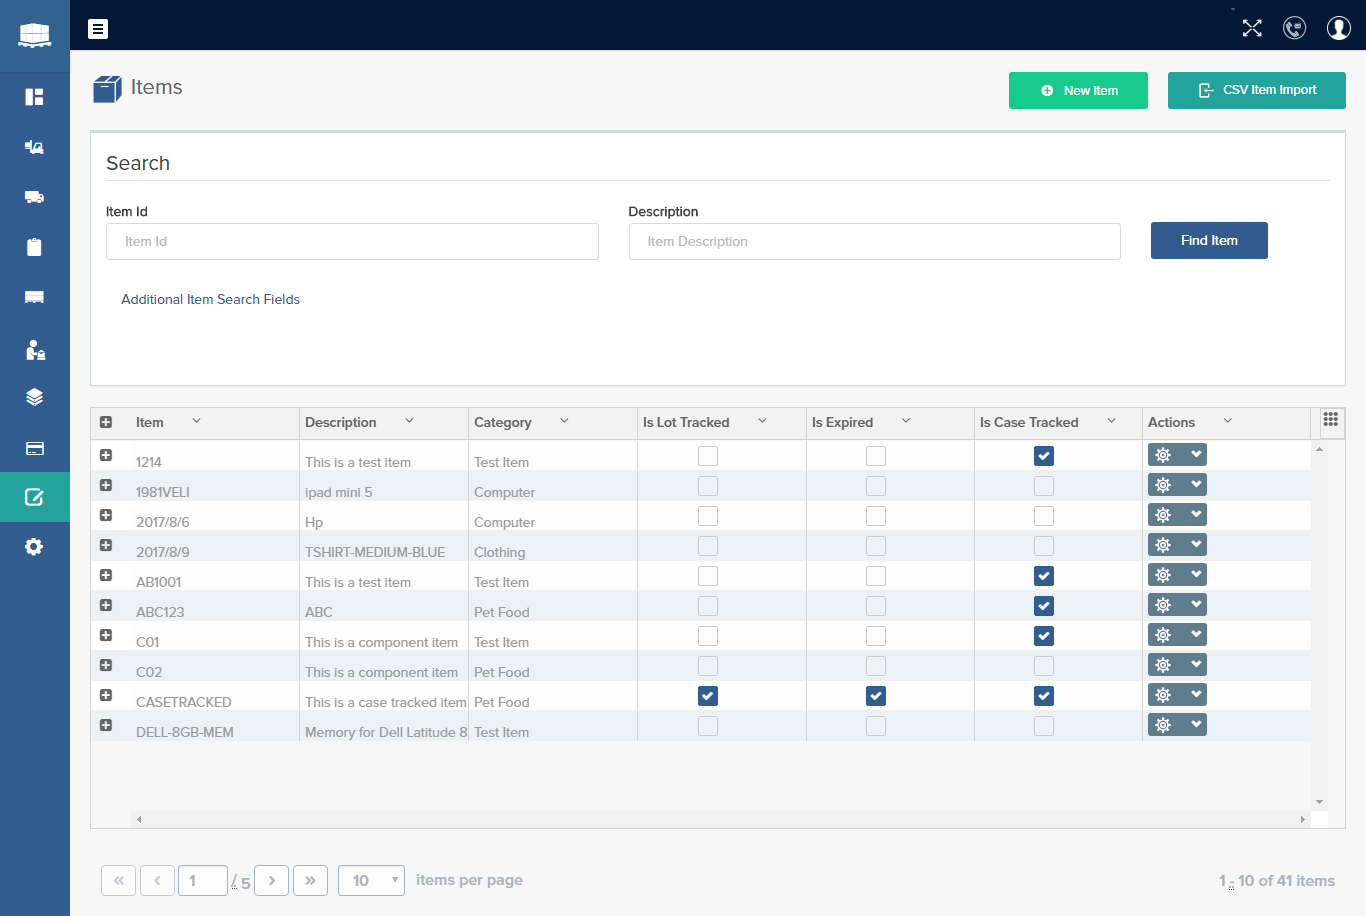 Items
New Item
CSV Item Import
Search
Item Id
Description
Item Id
Item Description
Find Item
Additional Item Search Fields
Item Description Category Is Lot Tracked Is Expired Is Case Tracked Actions
1214 This is a test item Test Item
1981VELI ipad mini 5 Computer
2017/8/6 Hp Computer
2017/8/9 TSHIRT-MEDIUM-BLUE Clothing
AB1001 This is a test item Test Item
ABC123 ABC Pet Food
C01 This is a component item Test Item
C02 This is a component item Pet Food
CASETRACKED This is a case tracked item Pet Food
DELL-8GB-MEM Memory for Dell Latitude 8 Test Item
« ‹ 1 / 5 › » 10 items per page 1 - 10 of 41 items